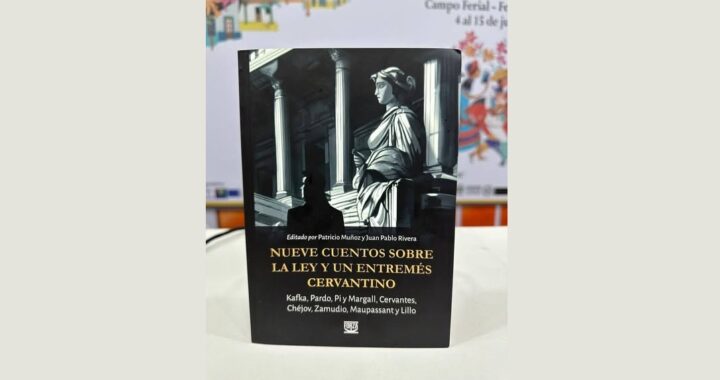 Campo Ferial - Fe
4 al 15 de ju
Editado por Patricio Muñoz y Juan Pablo Rivera
NUEVE CUENTOS SOBRE
LA LEY Y UN ENTREMÉS
CERVANTINO
Kafka, Pardo, Pi y Margall, Cervantes,
Chéjov, Zamudio, Maupassant y Lillo